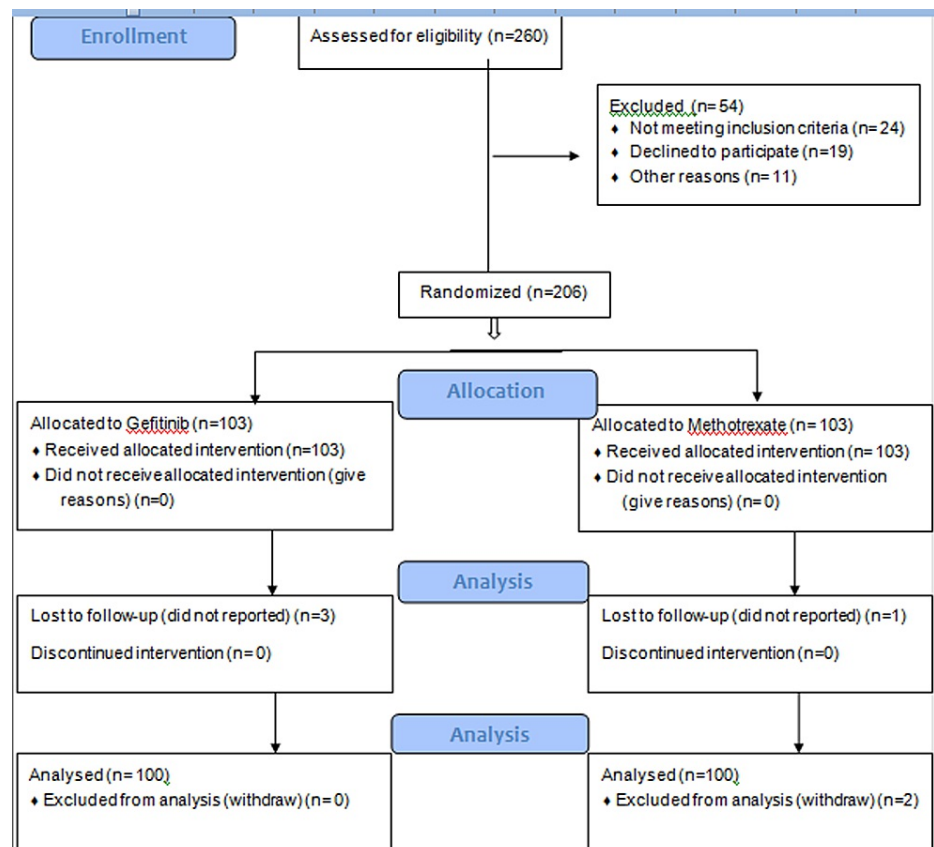 Enrollment
Assessed for eligibility (n=260)
Excluded (n= 54)
♦ Not meeting inclusion criteria (n= 24)
♦ Declined to participate (n=19)
♦ Other reasons (n= 11)
Randomized (n=206)
Allocation
Allocated to Gefitinib (n=103)
♦ Received allocated intervention (n=103)
♦ Did not receive allocated intervention (give
reasons) (n=0)
Allocated to Methotrexate (n= 103)
♦ Received allocated intervention (n= 103)
♦ Did not receive allocated intervention
(give reasons) (n= 0)
Analysis
Lost to follow-up (did not reported) (n=3)
Discontinued intervention (n= 0)
Lost to follow-up (did not reported) (n=1)
Discontinued intervention (n=0)
Analysis
Analysed (n= 100)
♦ Excluded from analysis (withdraw) (n= 0)
Analysed (n=100)
♦ Excluded from analysis (withdraw) (n=2)